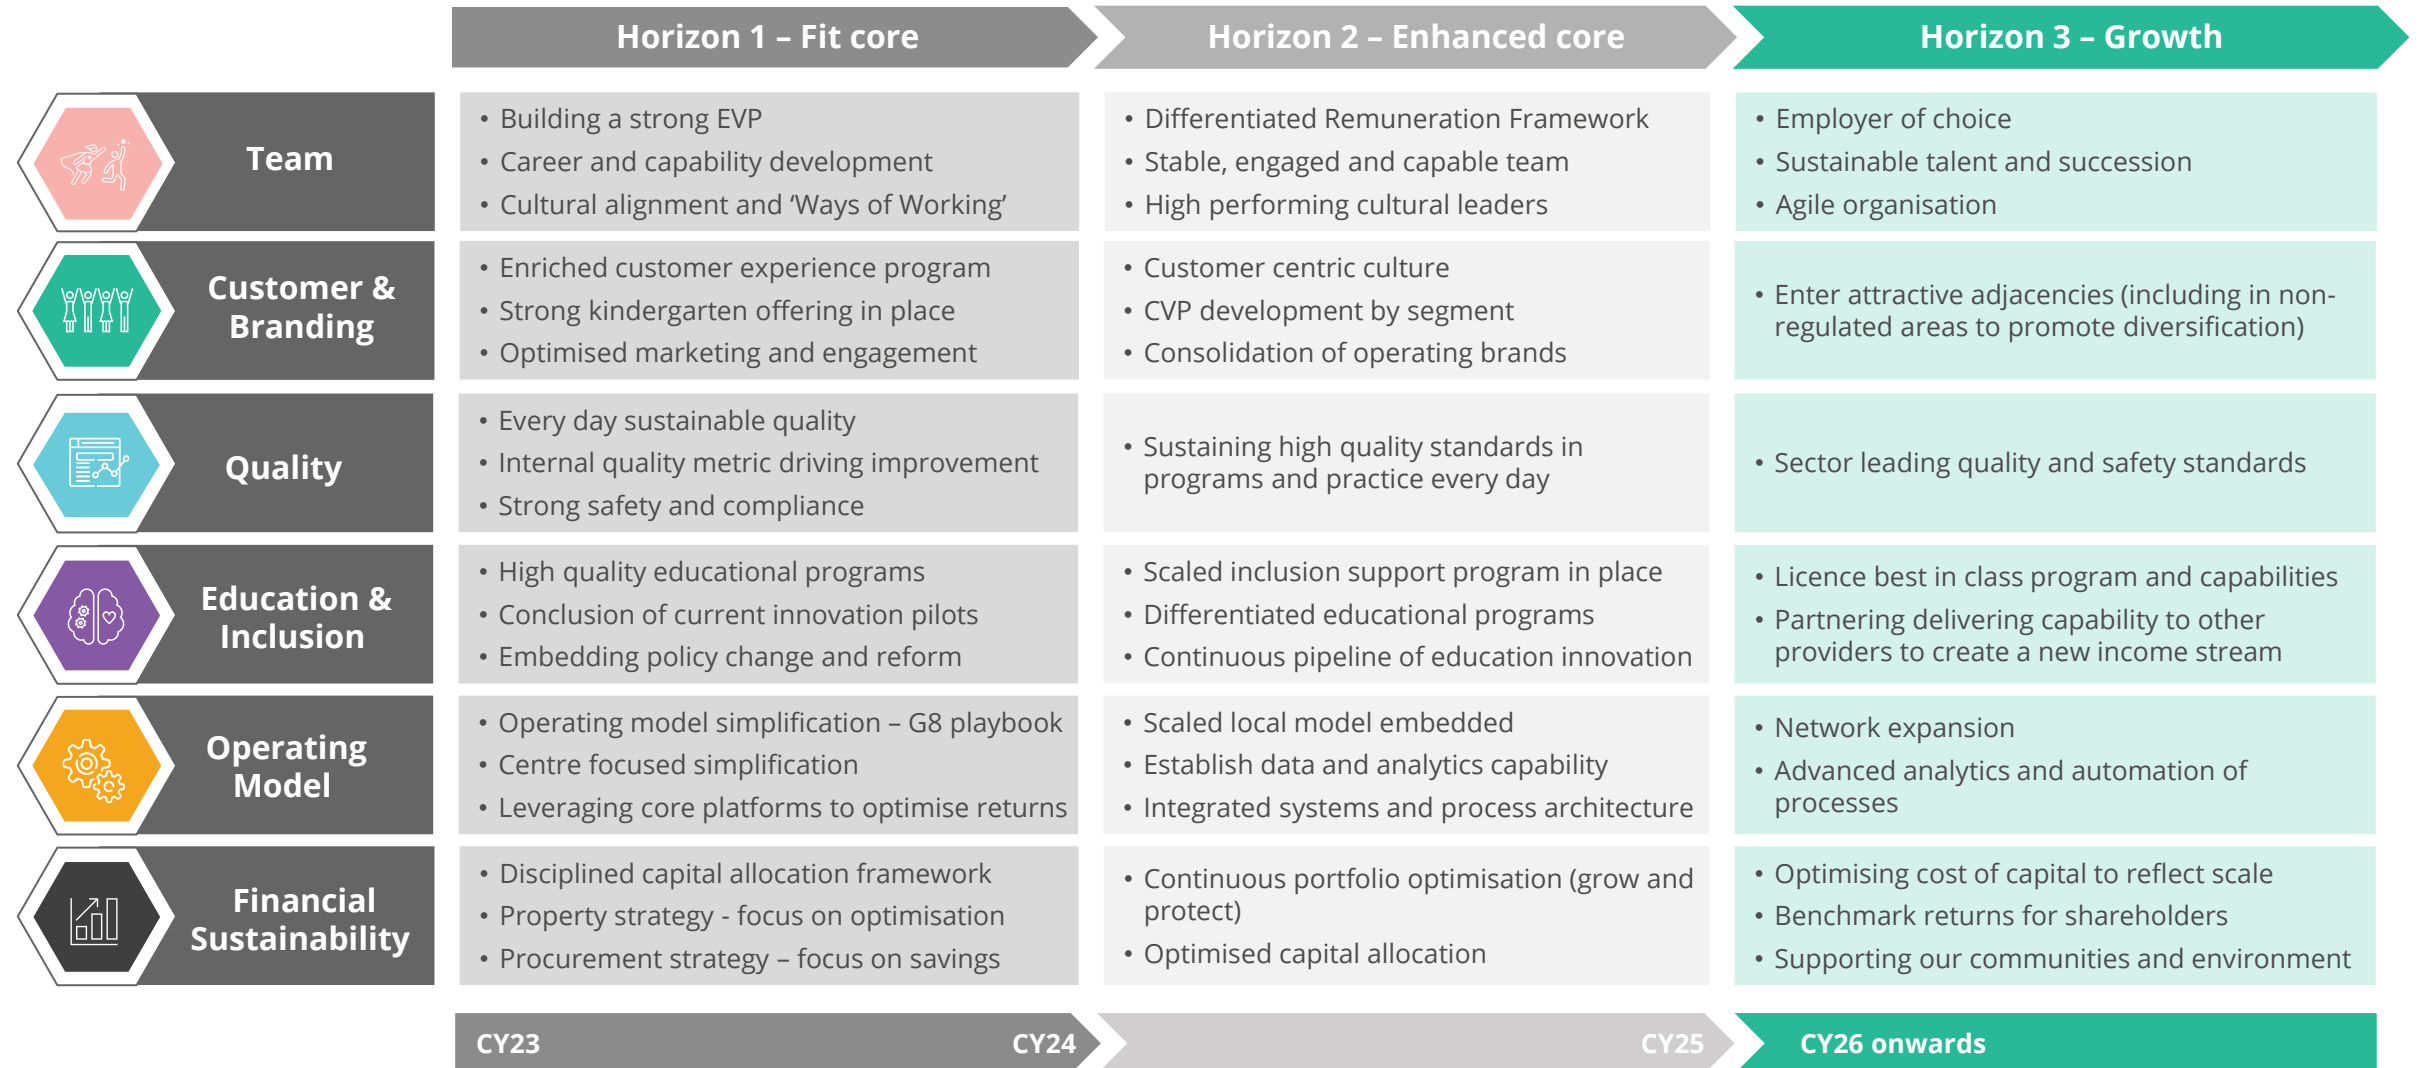 Horizon 1 – Fit core
Horizon 2 – Enhanced core
Horizon 3 – Growth
Team
• Building a strong EVP
• Career and capability development
• Cultural alignment and ‘Ways of Working’
• Differentiated Remuneration Framework
• Stable, engaged and capable team
• High performing cultural leaders
• Employer of choice
• Sustainable talent and succession
• Agile organisation
Customer &
Branding
• Enriched customer experience program
• Strong kindergarten offering in place
• Optimised marketing and engagement
• Customer centric culture
• CVP development by segment
• Consolidation of operating brands
• Enter attractive adjacencies (including in non-
regulated areas to promote diversification)
Quality
• Every day sustainable quality
• Internal quality metric driving improvement
• Strong safety and compliance
• Sustaining high quality standards in
programs and practice every day
• Sector leading quality and safety standards
Education &
Inclusion
• High quality educational programs
• Conclusion of current innovation pilots
• Embedding policy change and reform
• Scaled inclusion support program in place
• Differentiated educational programs
• Continuous pipeline of education innovation
• Licence best in class program and capabilities
• Partnering delivering capability to other
providers to create a new income stream
Operating
Model
• Operating model simplification – G8 playbook
• Centre focused simplification
• Leveraging core platforms to optimise returns
• Scaled local model embedded
• Establish data and analytics capability
• Integrated systems and process architecture
• Network expansion
• Advanced analytics and automation of
processes
Financial
Sustainability
• Disciplined capital allocation framework
• Property strategy - focus on optimisation
• Procurement strategy – focus on savings
• Continuous portfolio optimisation (grow and
protect)
• Optimised capital allocation
• Optimising cost of capital to reflect scale
• Benchmark returns for shareholders
• Supporting our communities and environment
CY23
CY24
CY25
CY26 onwards